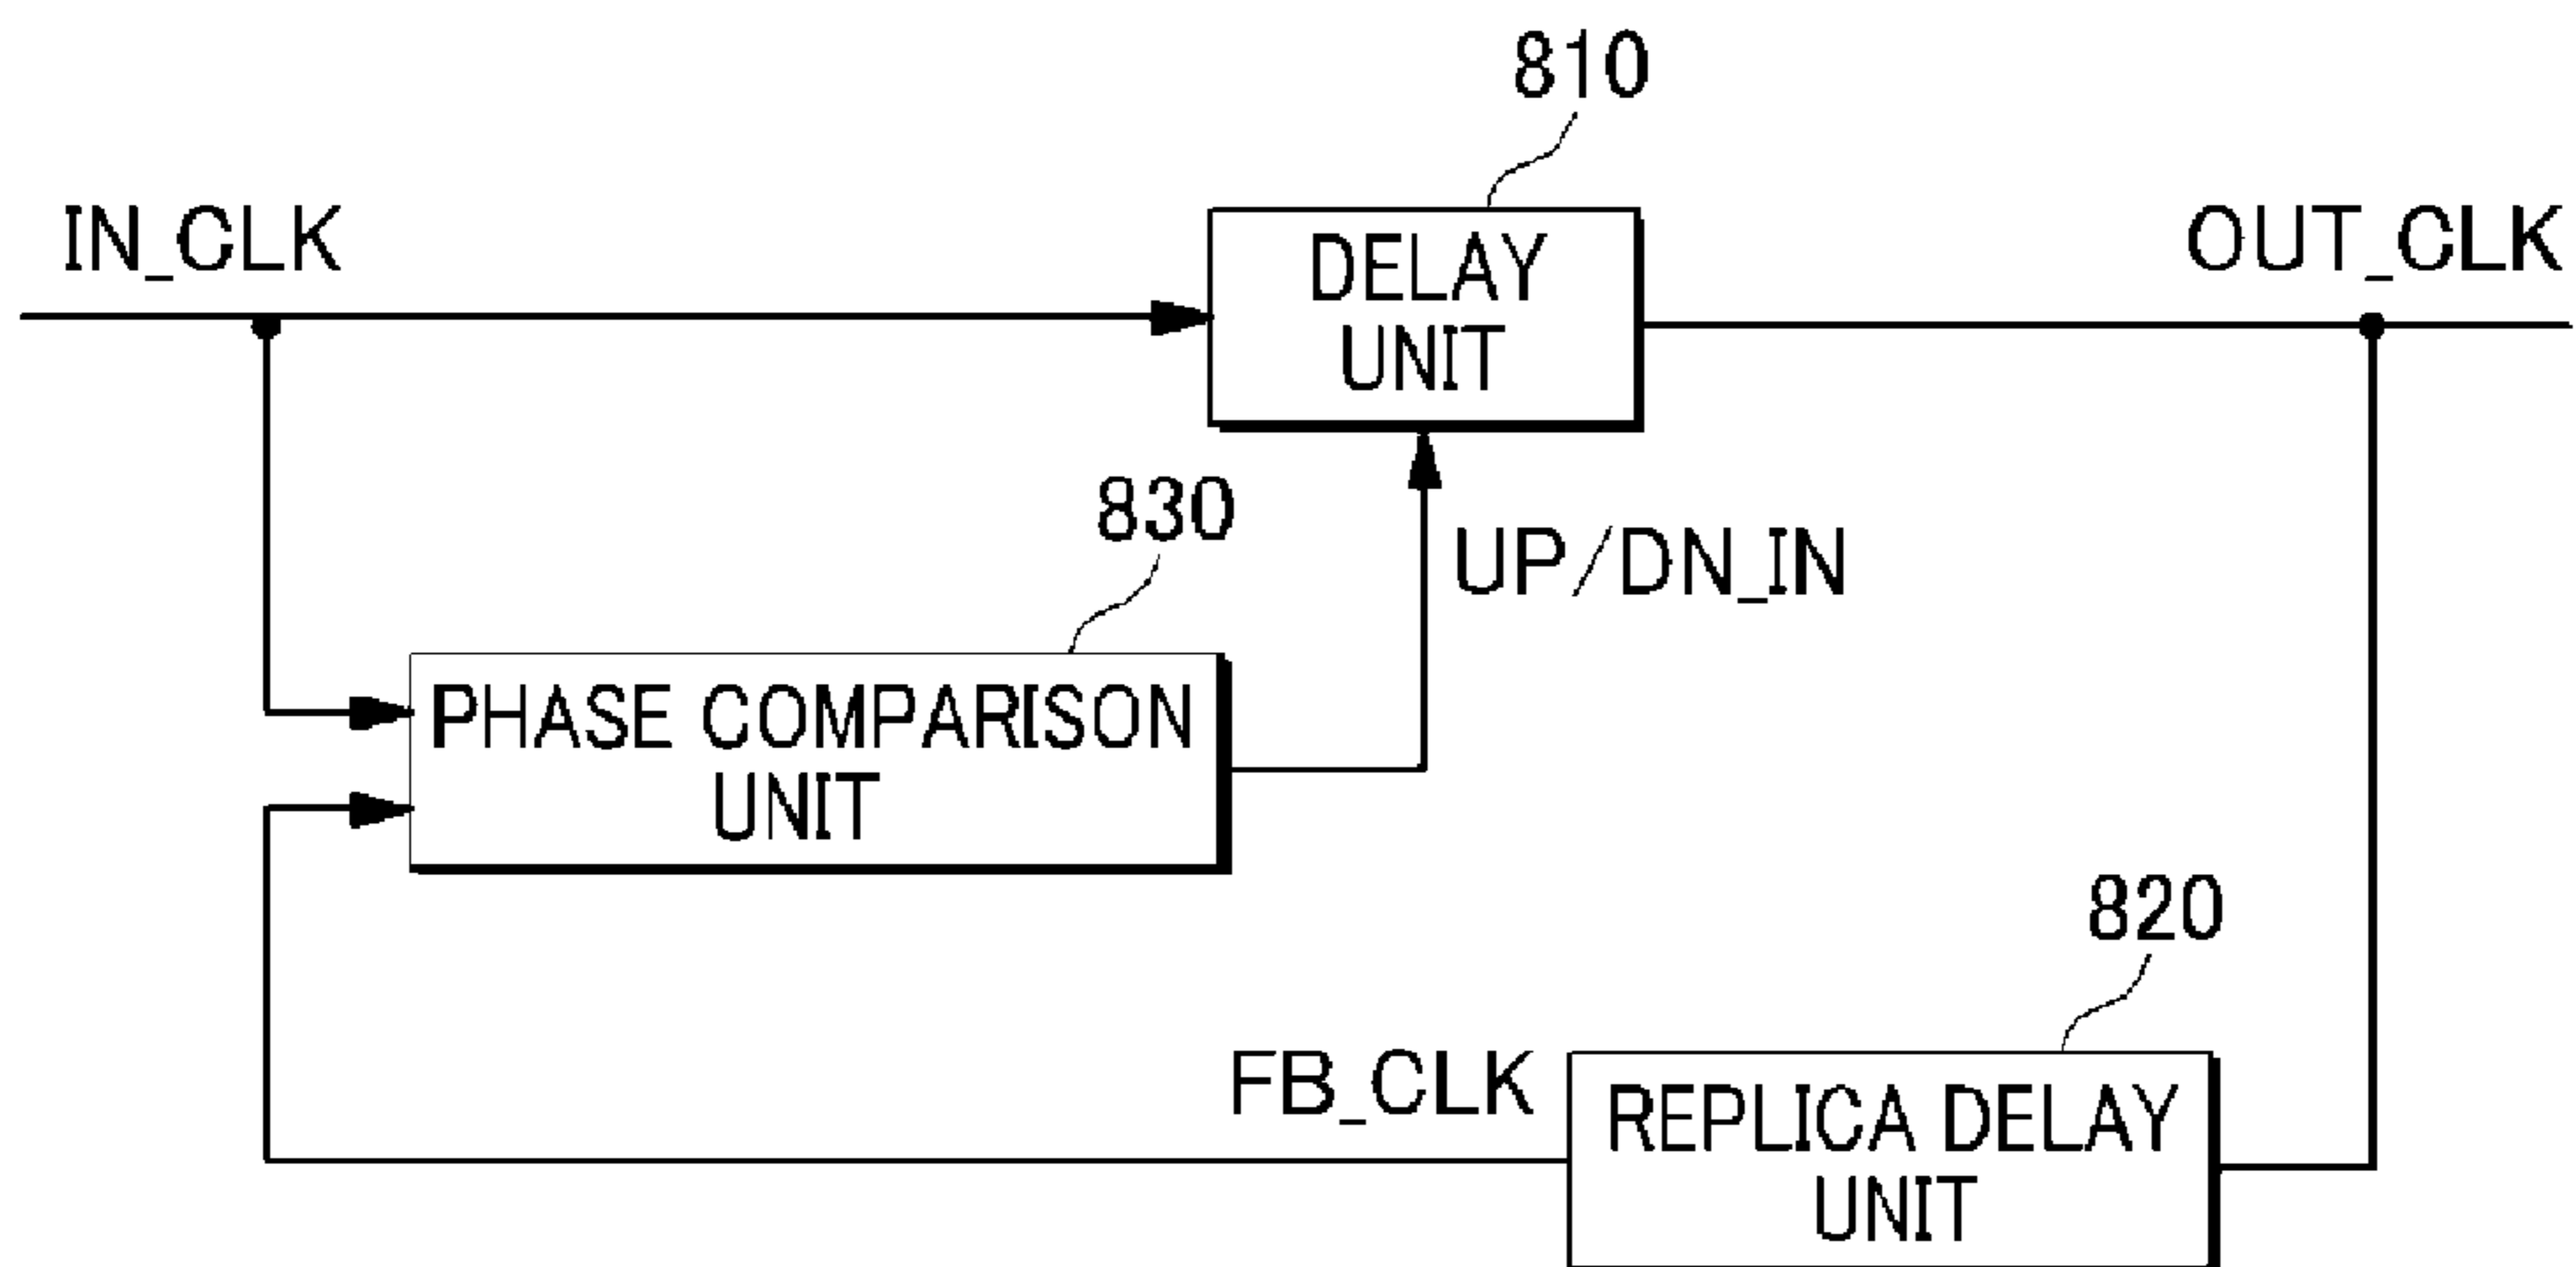 810
IN_CLK
DELAY
UNIT
OUT_CLK
830
UP/DN_IN
PHASE COMPARISON
UNIT
820
FB_CLK
REPLICA DELAY
UNIT